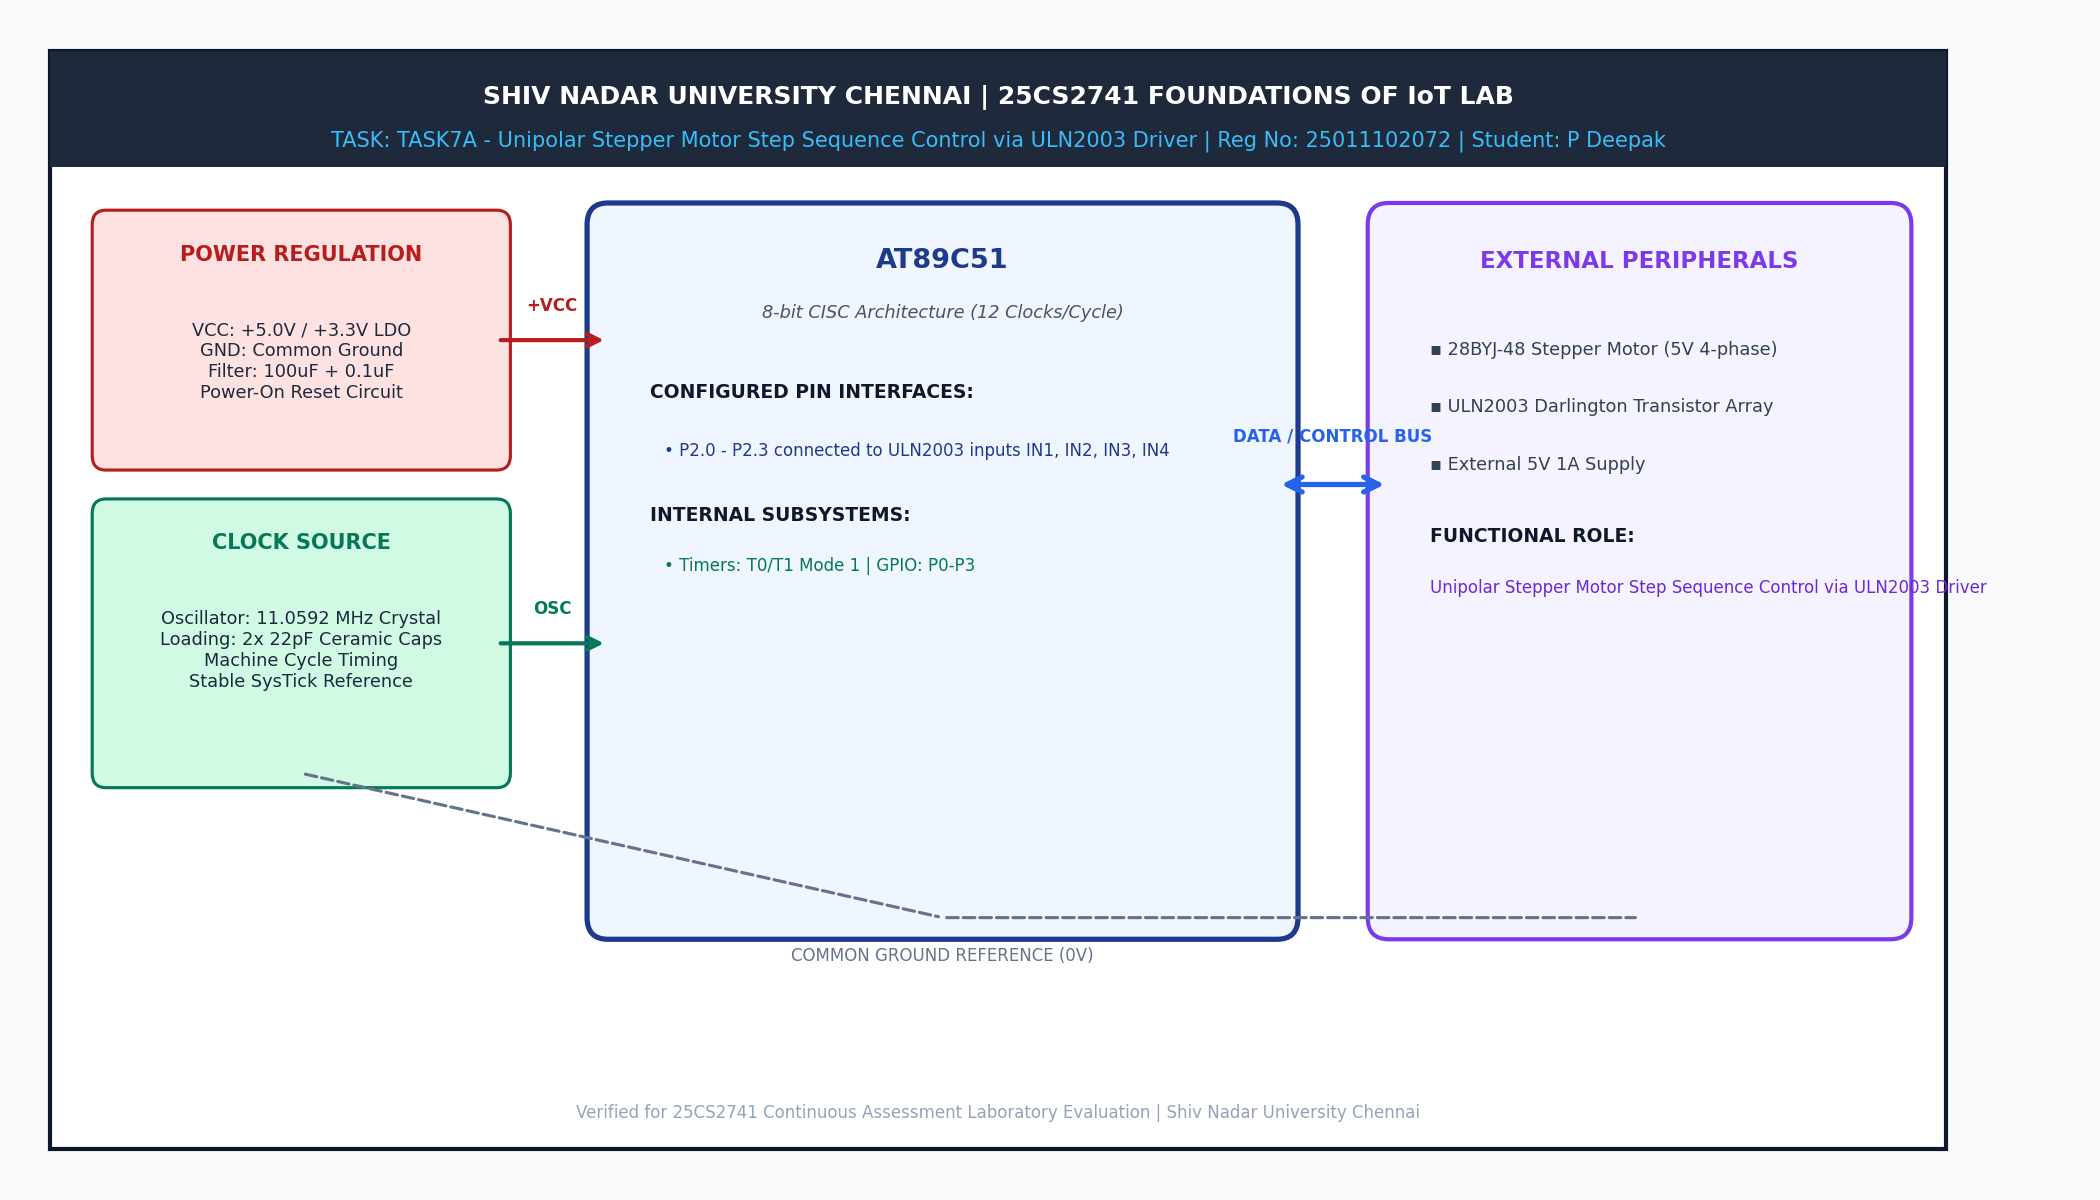 SHIV NADAR UNIVERSITY CHENNAI | 25CS2741 FOUNDATIONS OF IoT LAB
TASK: TASK7A - Unipolar Stepper Motor Step Sequence Control via ULN2003 Driver | Reg No: 25011102072 | Student: P Deepak
POWER REGULATION
VCC: +5.0V / +3.3V LDO
GND: Common Ground
Filter: 100uF + 0.1uF
Power-On Reset Circuit
+VCC
CLOCK SOURCE
Oscillator: 11.0592 MHz Crystal
Loading: 2x 22pF Ceramic Caps
Machine Cycle Timing
Stable SysTick Reference
OSC
AT89C51
8-bit CISC Architecture (12 Clocks/Cycle)
CONFIGURED PIN INTERFACES:
• P2.0 - P2.3 connected to ULN2003 inputs IN1, IN2, IN3, IN4
INTERNAL SUBSYSTEMS:
• Timers: T0/T1 Mode 1 | GPIO: P0-P3
DATA / CONTROL BUS
EXTERNAL PERIPHERALS
▪ 28BYJ-48 Stepper Motor (5V 4-phase)
▪ ULN2003 Darlington Transistor Array
▪ External 5V 1A Supply
FUNCTIONAL ROLE:
Unipolar Stepper Motor Step Sequence Control via ULN2003 Driver
COMMON GROUND REFERENCE (0V)
Verified for 25CS2741 Continuous Assessment Laboratory Evaluation | Shiv Nadar University Chennai